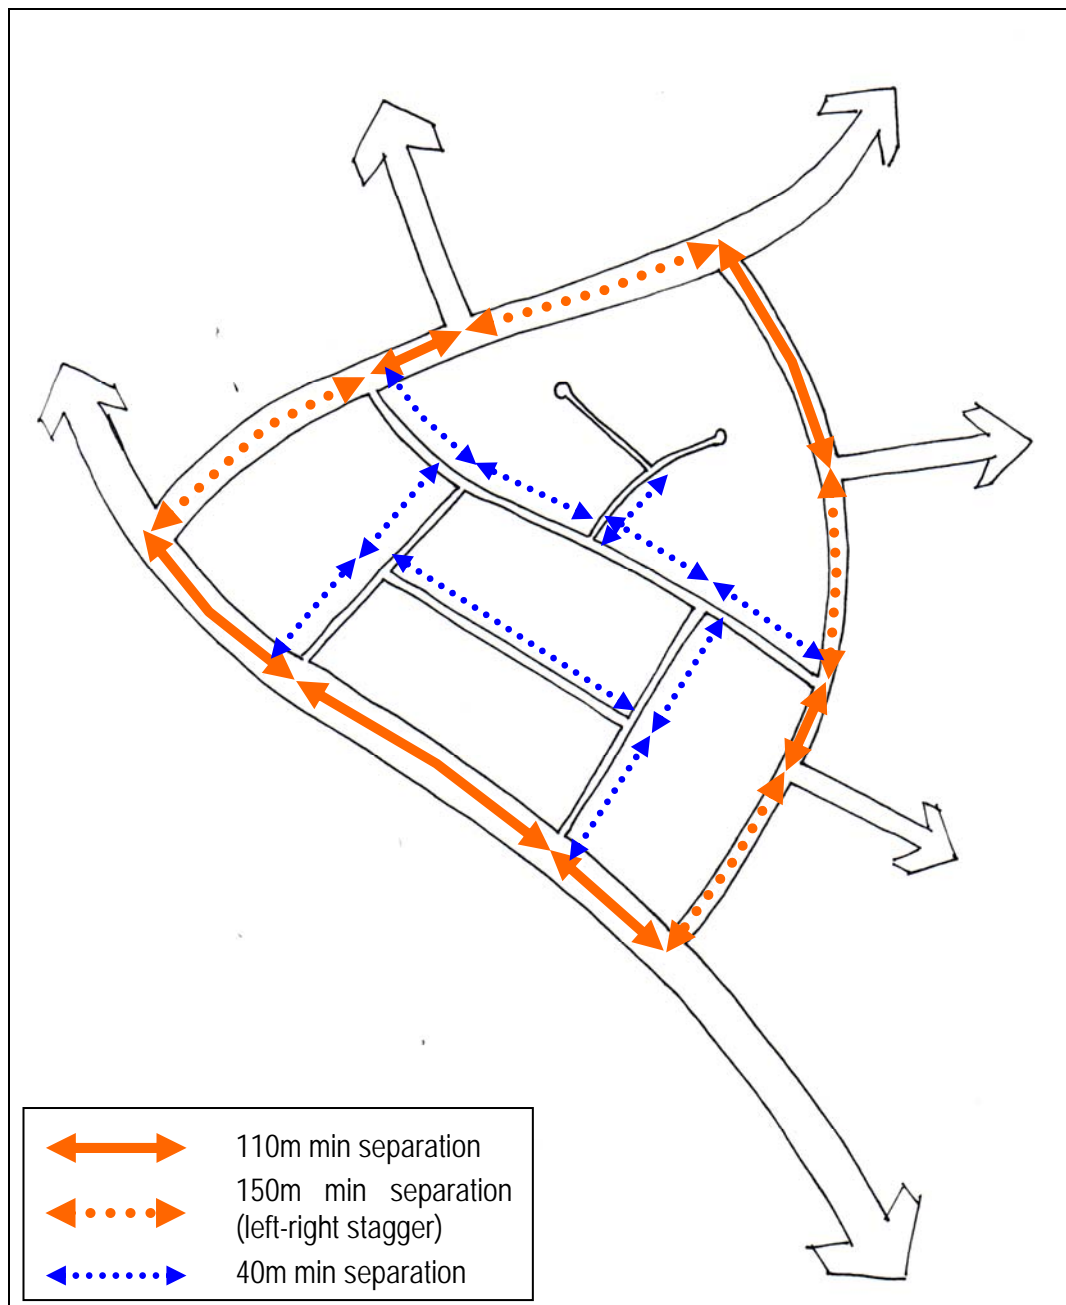 110m min separation
150m min separation
(left-right stagger)
40m min separation